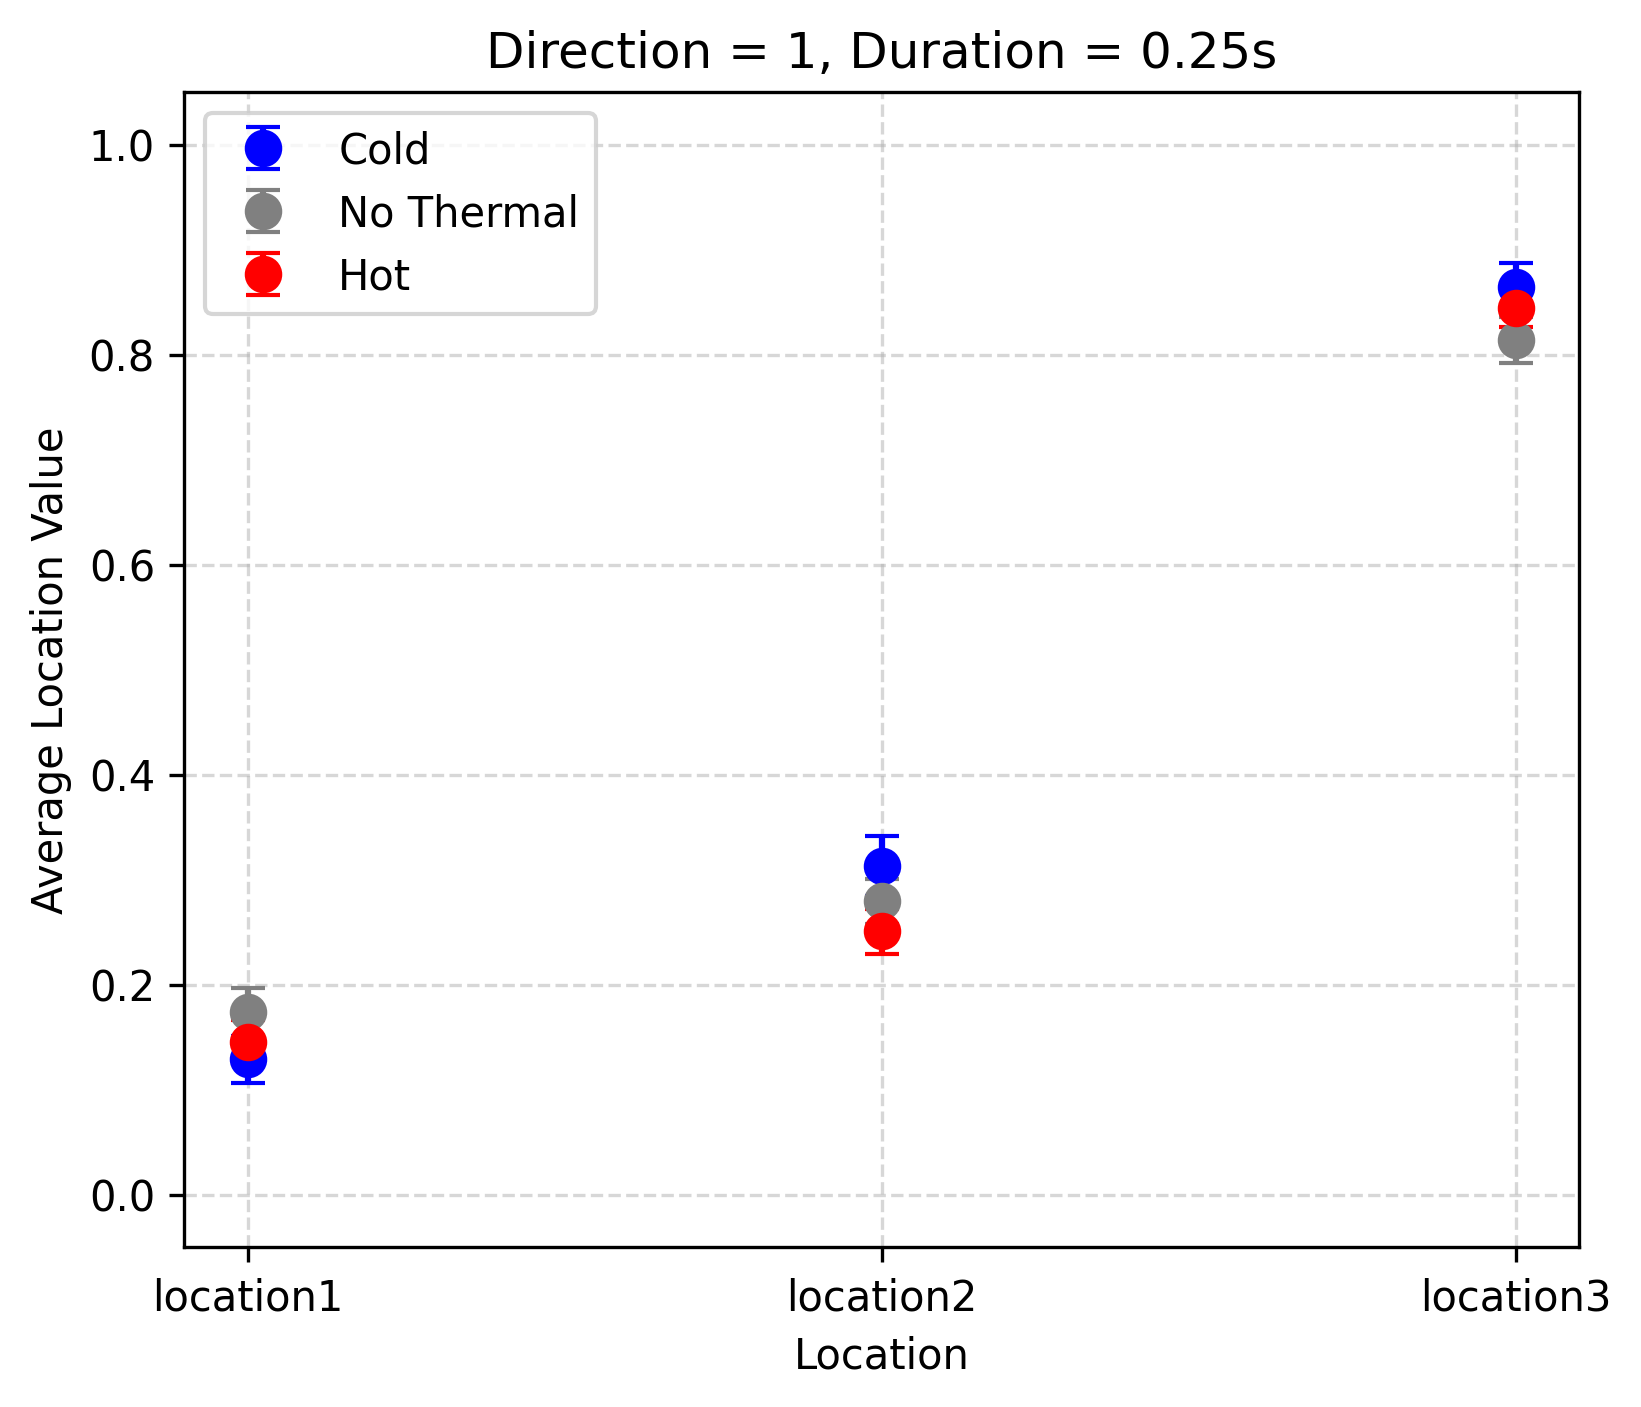 Direction = 1, Duration = 0.25s
Cold
No Thermal
Hot
1.0
0.8
0.6
0.4
0.2
0.0
Average Location Value
location1
location2
location3
Location